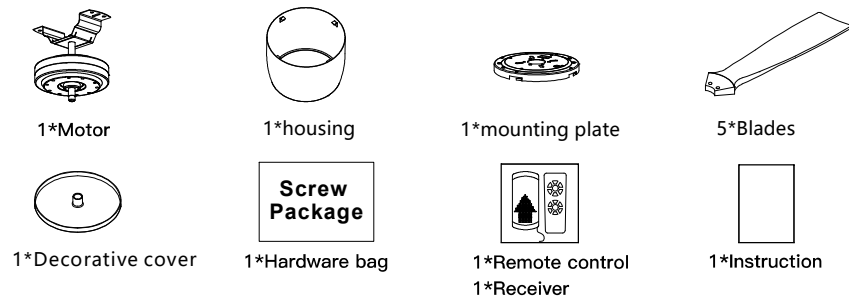 1*Motor
1*housing
1*mounting plate
5*Blades
Screw
Package
1*Decorative cover
1*Hardware bag
1*Remote control
1*Receiver
1*Instruction